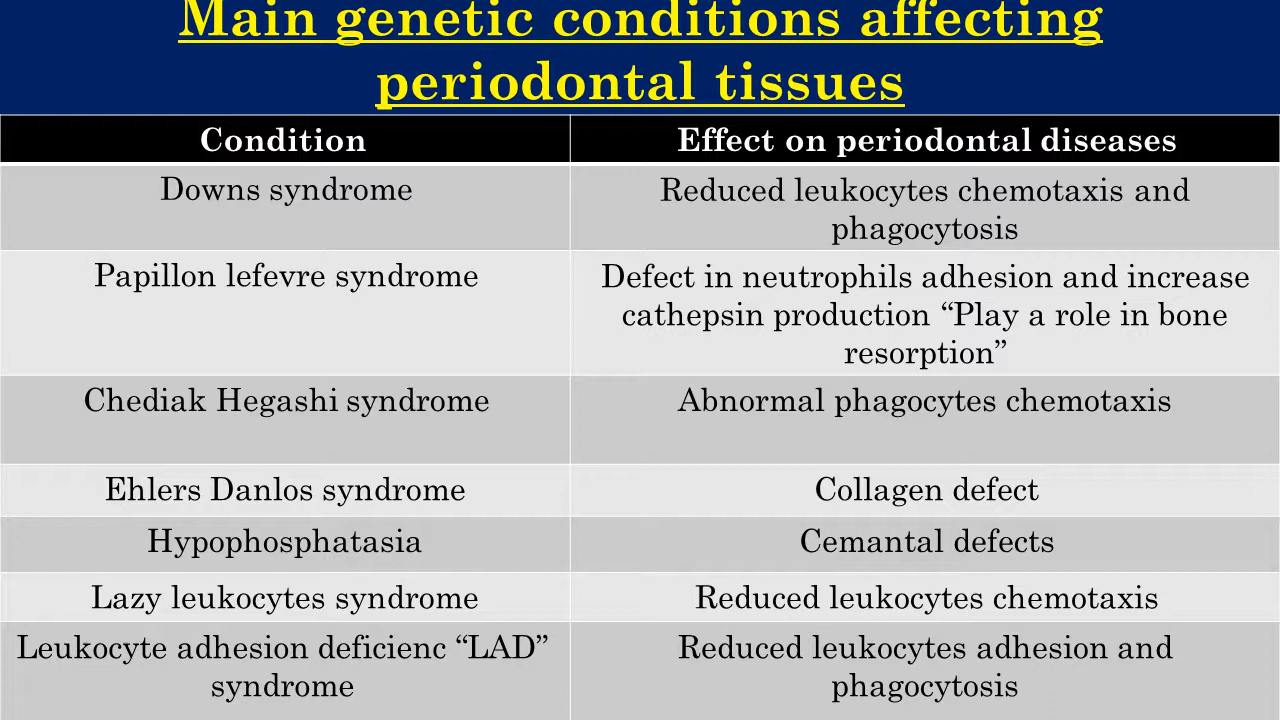 Main genetic conditions affecting
periodontal tissues
Condition
Effect on periodontal diseases
Downs syndrome
Reduced leukocytes chemotaxis and
phagocytosis
Papillon lefevre syndrome
Defect in neutrophils adhesion and increase
cathepsin production “Play a role in bone
resorption”
Chediak Hegashi syndrome
Abnormal phagocytes chemotaxis
Ehlers Danlos syndrome
Collagen defect
Hypophosphatasia
Cemantal defects
Lazy leukocytes syndrome
Reduced leukocytes chemotaxis
Leukocyte adhesion deficienc “LAD”
syndrome
Reduced leukocytes adhesion and
phagocytosis